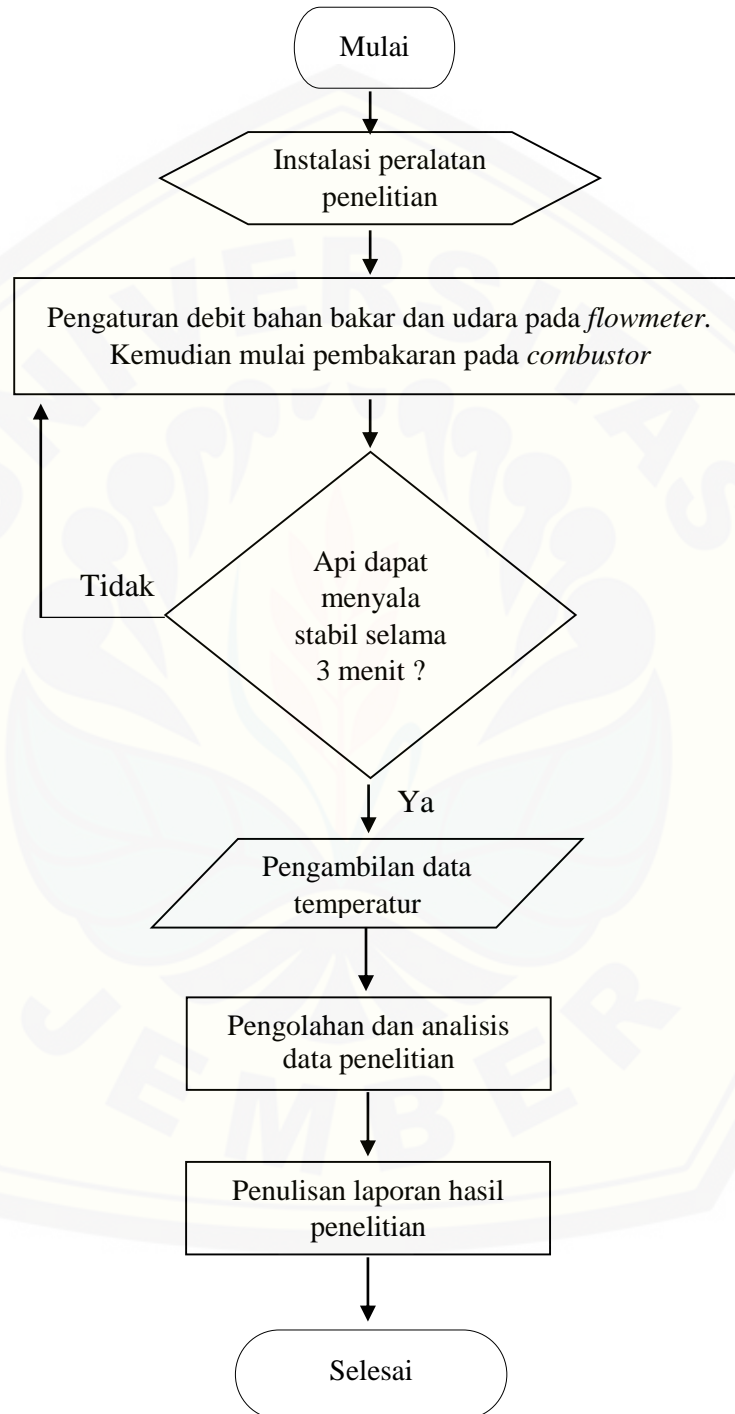 Mulai
Instalasi peralatan
penelitian
Pengaturan debit bahan bakar dan udara pada flowmeter.
Kemudian mulai pembakaran pada combustor
Tidak
Api dapat
menyala
stabil selama
3 menit ?
Ya
Pengambilan data
temperatur
Pengolahan dan analisis
data penelitian
Penulisan laporan hasil
penelitian
Selesai
UNIVERSITAS
JEMBER